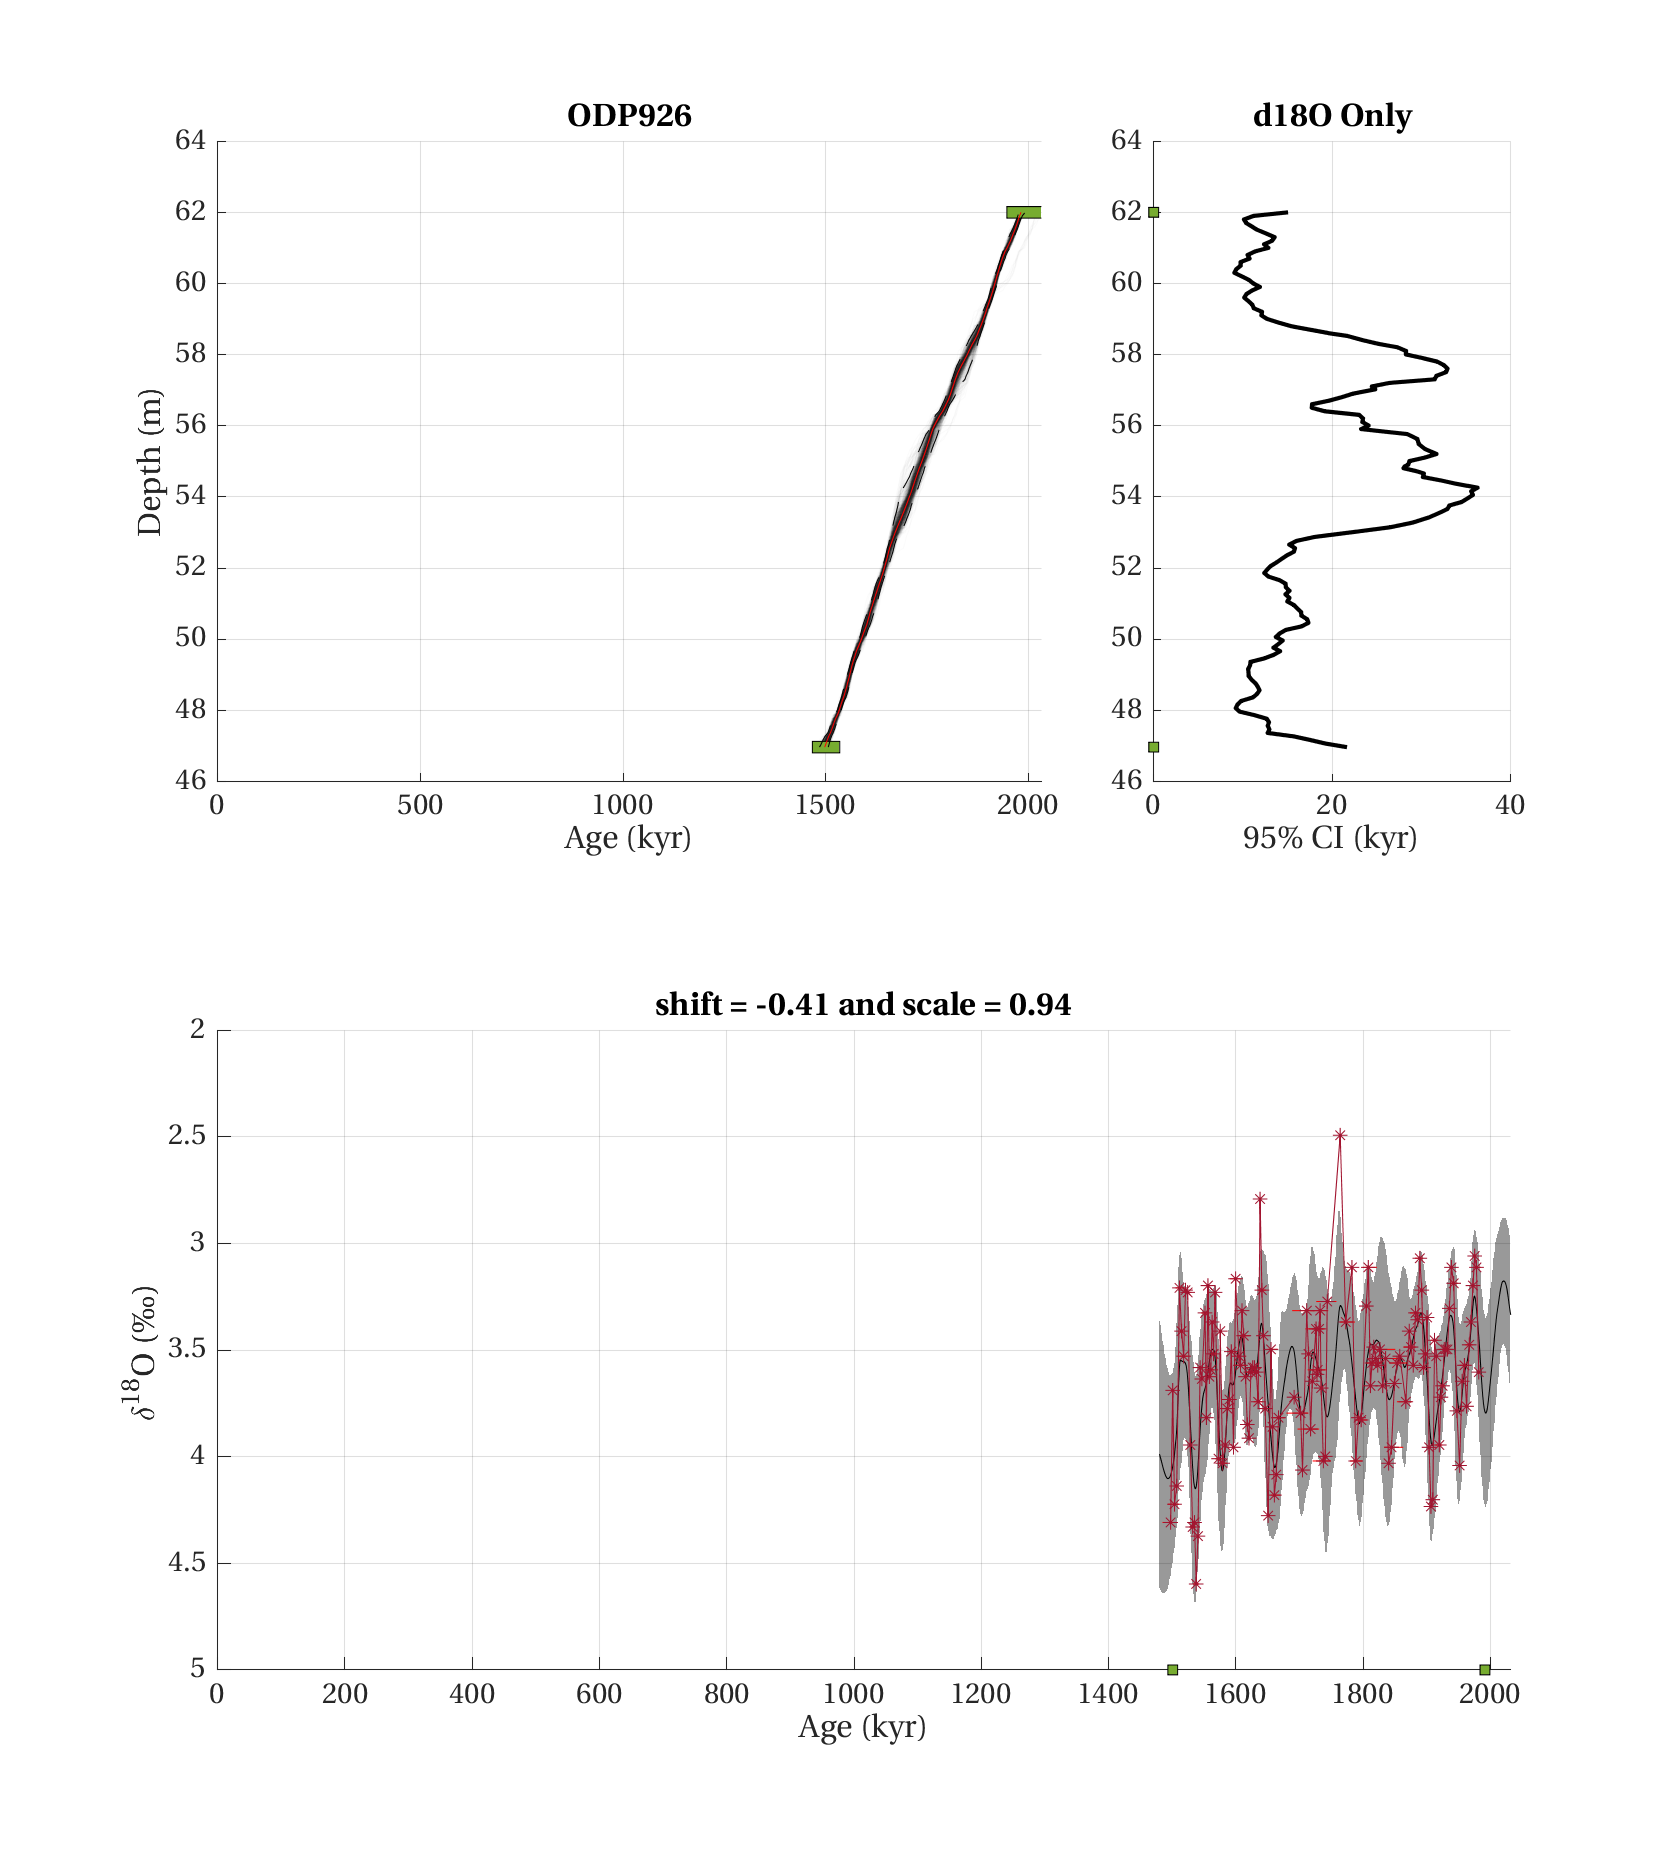 ODP926
64
62
60
58
56
54
52
50
48
46
Depth (m)
0 500 1000 1500 2000
Age (kyr)
d18O Only
64
62
60
58
56
54
52
50
48
46
0 20 40
95% CI (kyr)
shift = -0.41 and scale = 0.94
2
2.5
3
3.5
4
4.5
5
δ¹⁸O (‰)
0 200 400 600 800 1000 1200 1400 1600 1800 2000
Age (kyr)